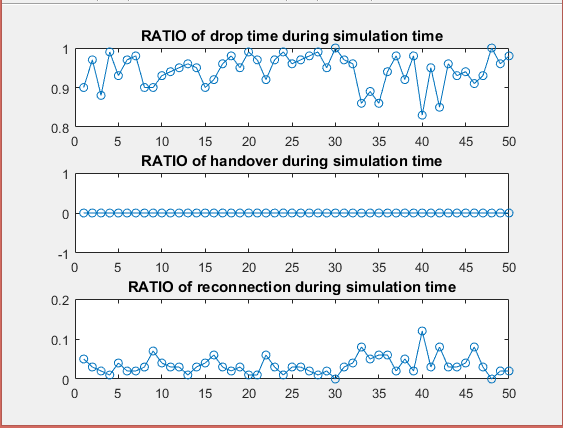 RATIO of drop time during simulation time
1
0.9
0.8
0 5 10 15 20 25 30 35 40 45 50
RATIO of handover during simulation time
1
0
-1
0 5 10 15 20 25 30 35 40 45 50
RATIO of reconnection during simulation time
0.2
0.1
0
0 5 10 15 20 25 30 35 40 45 50